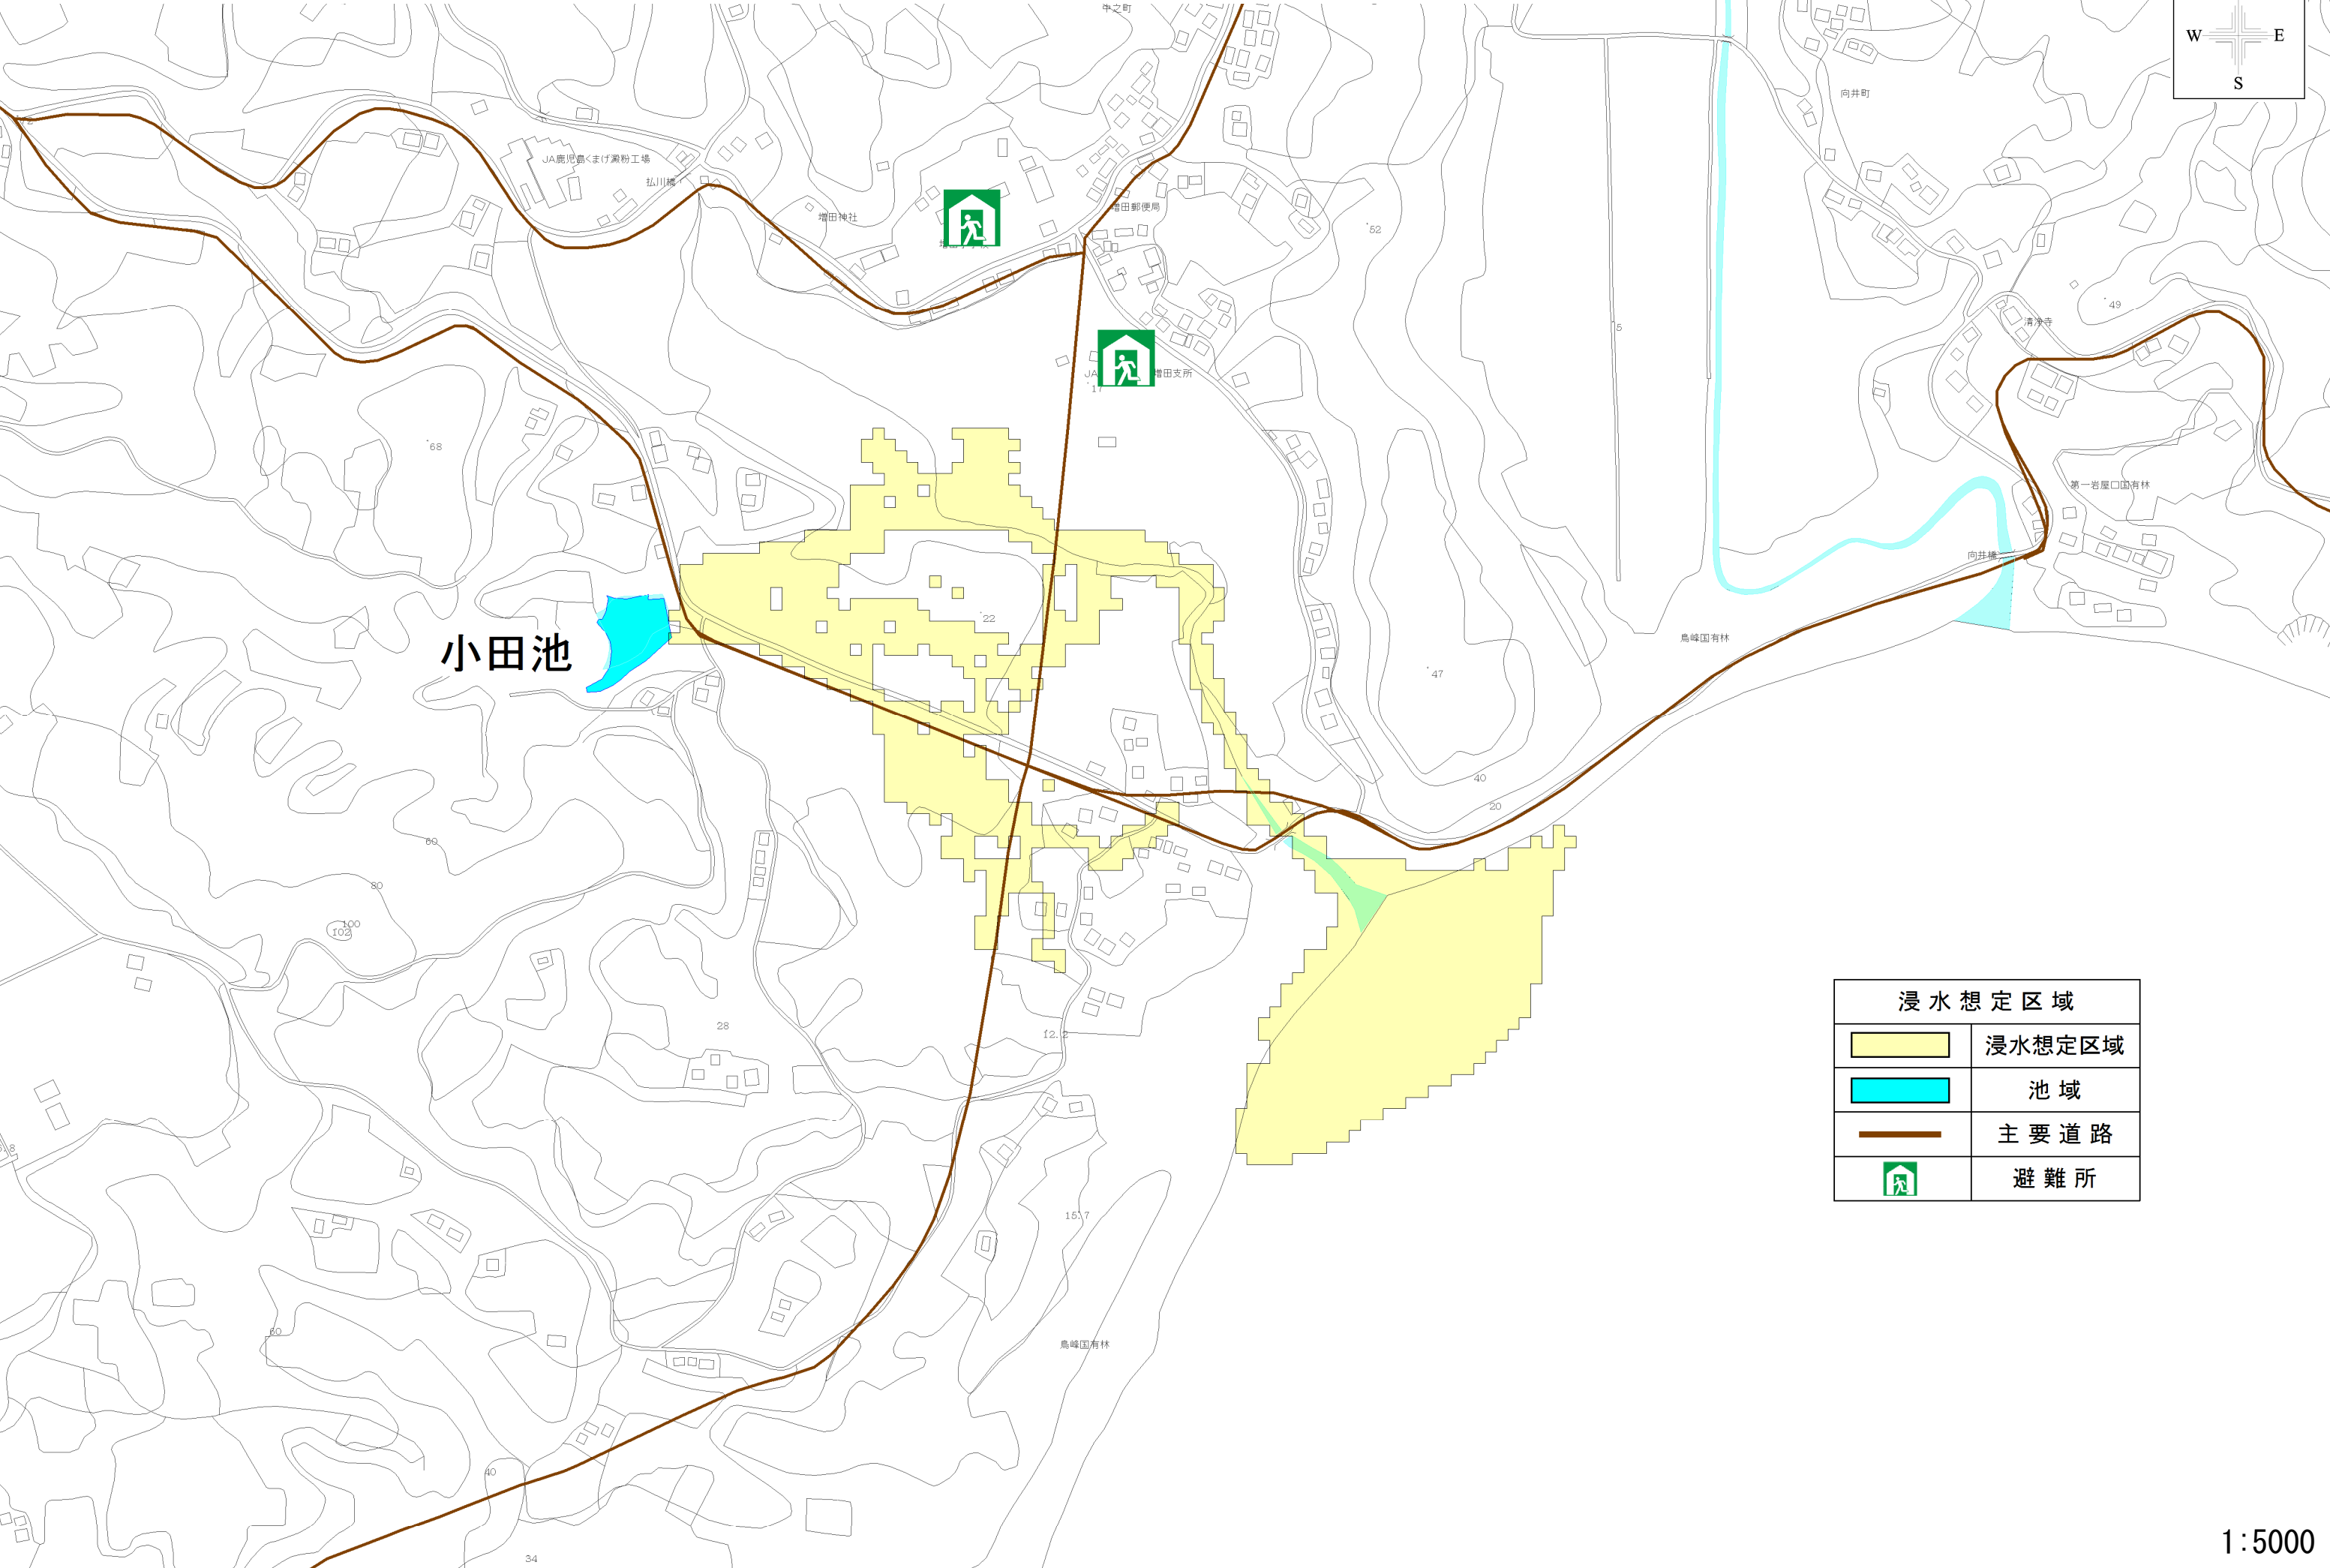 中之町
W E
S
向井町
72
JA鹿児島くまげ澱粉工場
払川橋
増田神社
増田郵便局
52
49
清浄寺
5
JA
増田支所
17
68
第一岩屋口国有林
向井橋
22
小田池
鳥峰国有林
47
40
20
60
80
100
102
浸水想定区域
浸水想定区域
池域
主要道路
避難所
28
12.2
15.7
60
鳥峰国有林
40
34
1:5000